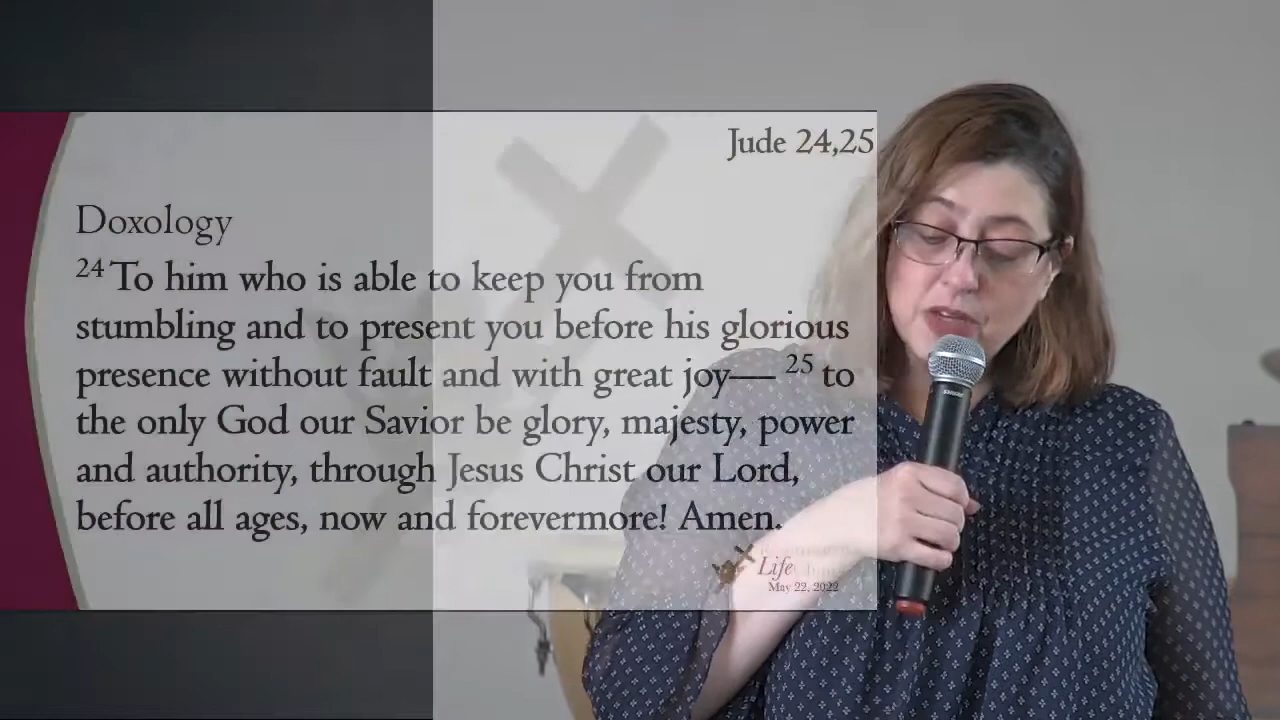 Jude 24,25
Doxology
24 To him who is able to keep you from
stumbling and to present you before his glorious
presence without fault and with great joy— 25 to
the only God our Savior be glory, majesty, power
and authority, through Jesus Christ our Lord,
before all ages, now and forevermore! Amen.
Life
May 22, 2022